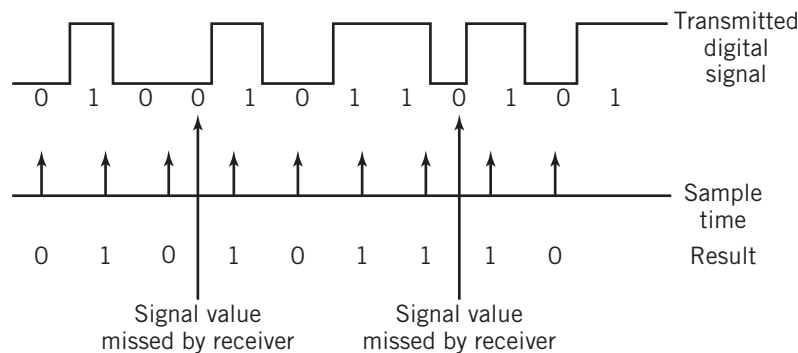 Transmitted
digital
signal
0 1 0 0 1 0 1 1 0 1 0 1
Sample
time
0 1 0 1 0 1 1 1 0 Result
Signal value
missed by receiver
Signal value
missed by receiver